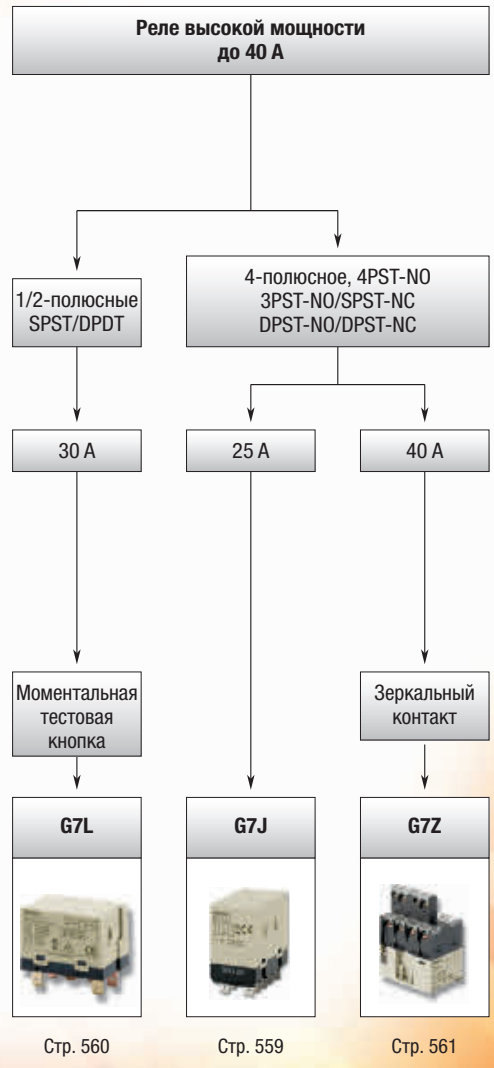 Реле высокой мощности
до 40 А
1/2-полюсные
SPST/DPDT
4-полюсное, 4PST-NO
3PST-NO/SPST-NC
DPST-NO/DPST-NC
30 А
25 А
40 А
Моментальная
тестовая
кнопка
Зеркальный
контакт
G7L
G7J
G7Z
Стр. 560
Стр. 559
Стр. 561